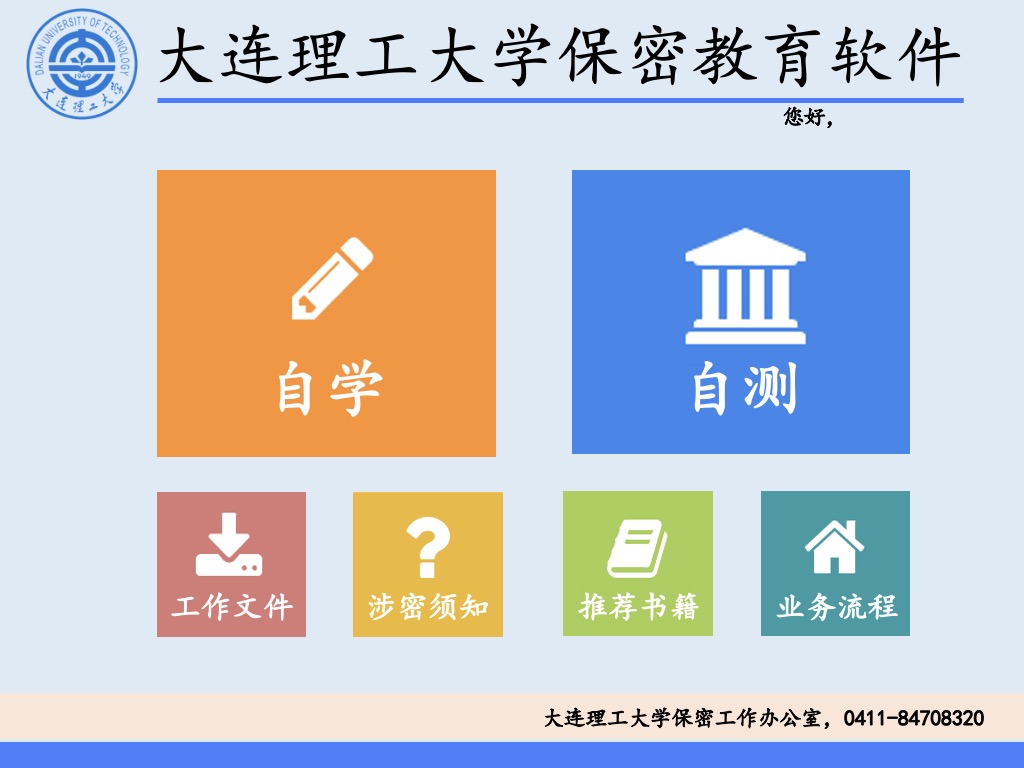 DALIAN UNIVERSITY OF TECHNOLOGY
1949
大连理工大学
大连理工大学保密教育软件
您好，
自学
自测
工作文件
涉密须知
推荐书籍
业务流程
大连理工大学保密工作办公室，0411-84708320